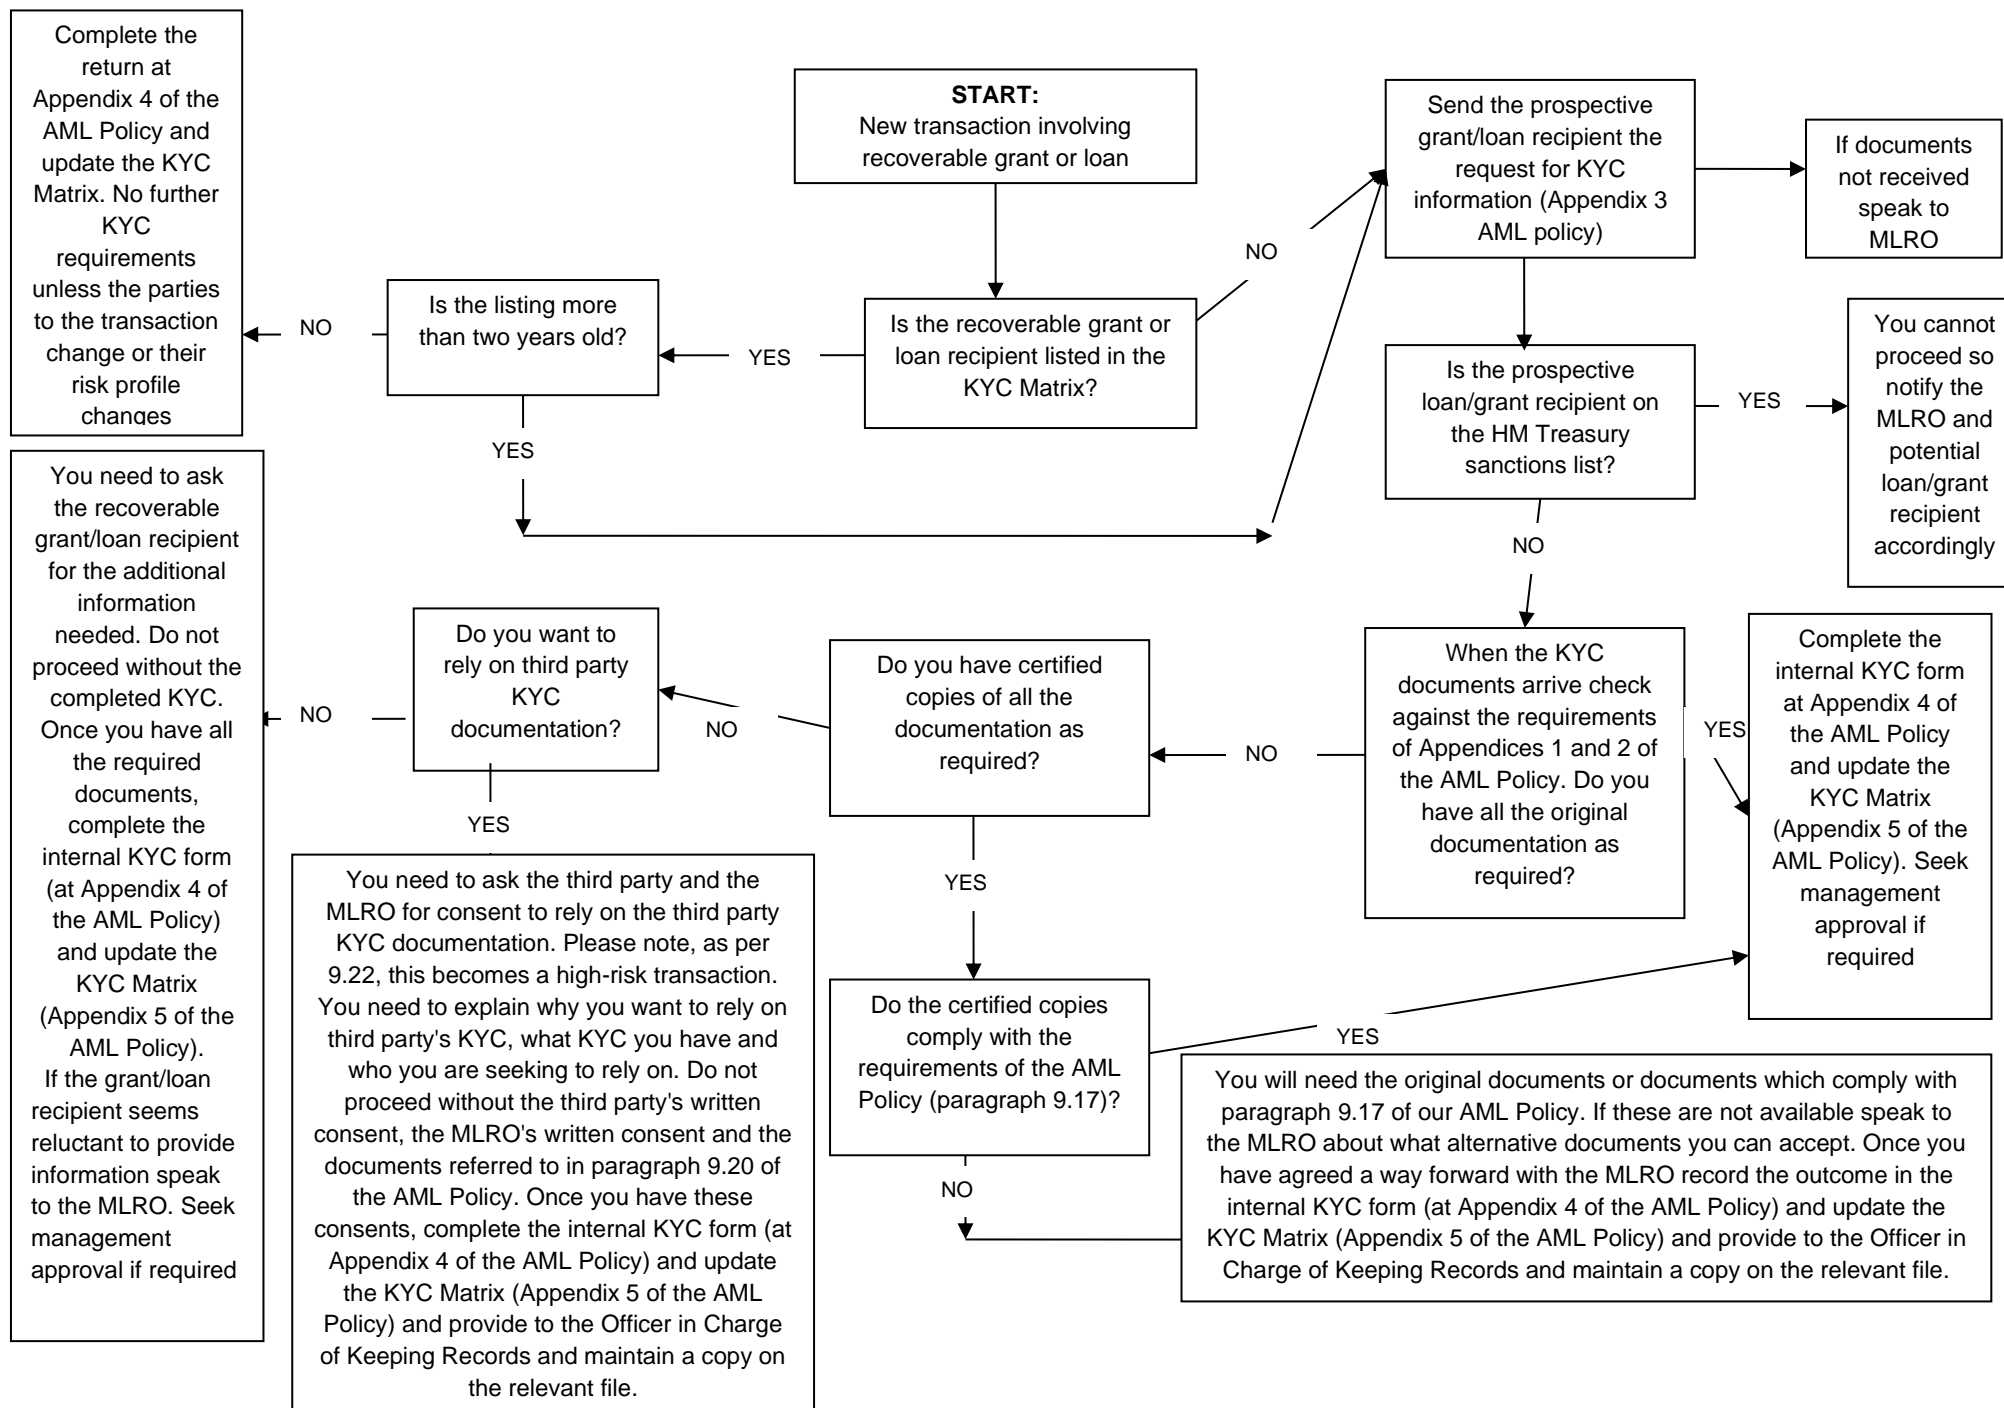 Complete the
return at
Appendix 4 of the
AML Policy and
update the KYC
Matrix. No further
KYC
requirements
unless the parties
to the transaction
change or their
risk profile
changes
START:
New transaction involving
recoverable grant or loan
Send the prospective
grant/loan recipient the
request for KYC
information (Appendix 3
AML policy)
If documents
not received
speak to
MLRO
NO
Is the listing more
than two years old?
NO
YES
Is the recoverable grant or
loan recipient listed in the
KYC Matrix?
Is the prospective
loan/grant recipient on
the HM Treasury
sanctions list?
YES
You cannot
proceed so
notify the
MLRO and
potential
loan/grant
recipient
accordingly
YES
NO
You need to ask
the recoverable
grant/loan recipient
for the additional
information
needed. Do not
proceed without the
completed KYC.
Once you have all
the required
documents,
complete the
internal KYC form
(at Appendix 4 of
the AML Policy)
and update the
KYC Matrix
(Appendix 5 of the
AML Policy).
If the grant/loan
recipient seems
reluctant to provide
information speak
to the MLRO. Seek
management
approval if required
NO
Do you want to
rely on third party
KYC
documentation?
NO
Do you have certified
copies of all the
documentation as
required?
NO
When the KYC
documents arrive check
against the requirements
of Appendices 1 and 2 of
the AML Policy. Do you
have all the original
documentation as
required?
YES
Complete the
internal KYC form
at Appendix 4 of
the AML Policy
and update the
KYC Matrix
(Appendix 5 of the
AML Policy). Seek
management
approval if
required
YES
You need to ask the third party and the
MLRO for consent to rely on the third party
KYC documentation. Please note, as per
9.22, this becomes a high-risk transaction.
You need to explain why you want to rely on
third party's KYC, what KYC you have and
who you are seeking to rely on. Do not
proceed without the third party's written
consent, the MLRO's written consent and the
documents referred to in paragraph 9.20 of
the AML Policy. Once you have these
consents, complete the internal KYC form (at
Appendix 4 of the AML Policy) and update
the KYC Matrix (Appendix 5 of the AML
Policy) and provide to the Officer in Charge
of Keeping Records and maintain a copy on
the relevant file.
YES
Do the certified copies
comply with the
requirements of the AML
Policy (paragraph 9.17)?
YES
NO
You will need the original documents or documents which comply with
paragraph 9.17 of our AML Policy. If these are not available speak to
the MLRO about what alternative documents you can accept. Once you
have agreed a way forward with the MLRO record the outcome in the
internal KYC form (at Appendix 4 of the AML Policy) and update the
KYC Matrix (Appendix 5 of the AML Policy) and provide to the Officer in
Charge of Keeping Records and maintain a copy on the relevant file.